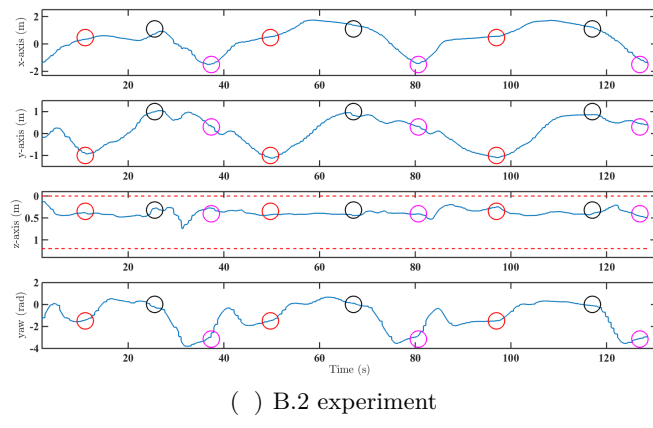 x-axis (m)
2
0
-2
20 40 60 80 100 120
y-axis (m)
1
0
-1
20 40 60 80 100 120
z-axis (m)
0
0.5
1
20 40 60 80 100 120
yaw (rad)
2
0
-2
-4
20 40 60 80 100 120
Time (s)
( ) B.2 experiment